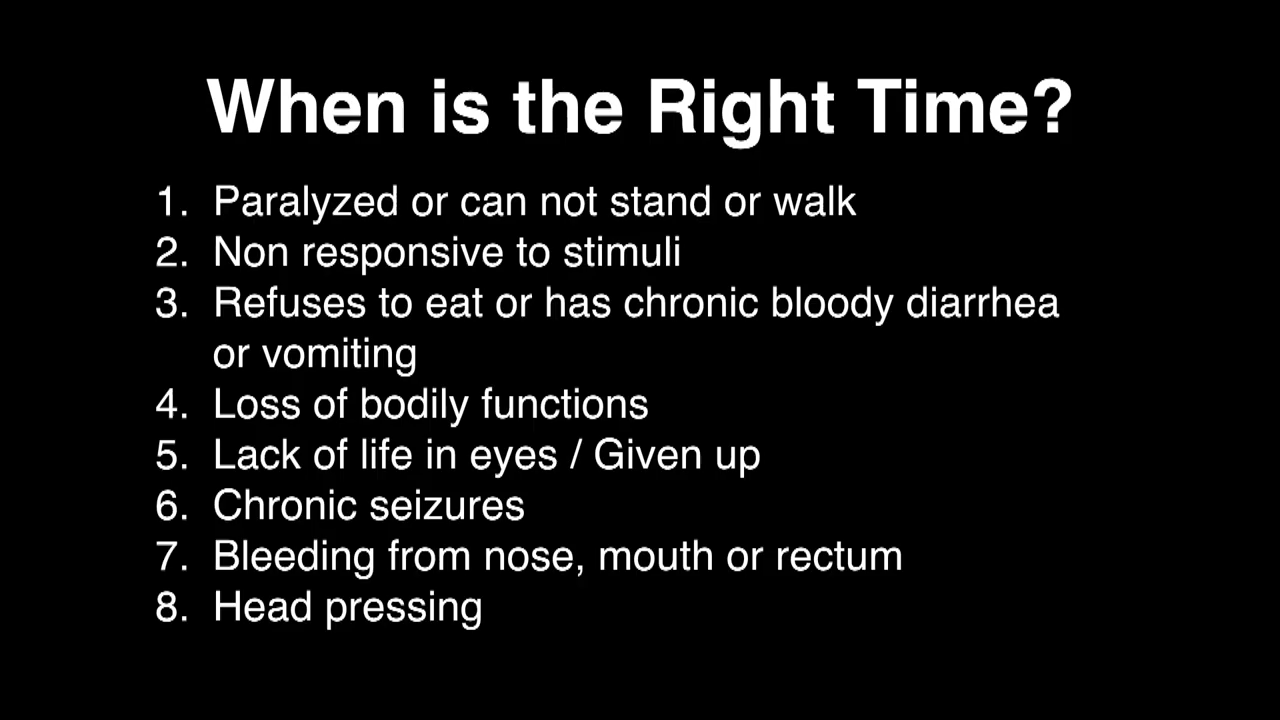 When is the Right Time?
1. Paralyzed or can not stand or walk
2. Non responsive to stimuli
3. Refuses to eat or has chronic bloody diarrhea
or vomiting
4. Loss of bodily functions
5. Lack of life in eyes / Given up
6. Chronic seizures
7. Bleeding from nose, mouth or rectum
8. Head pressing